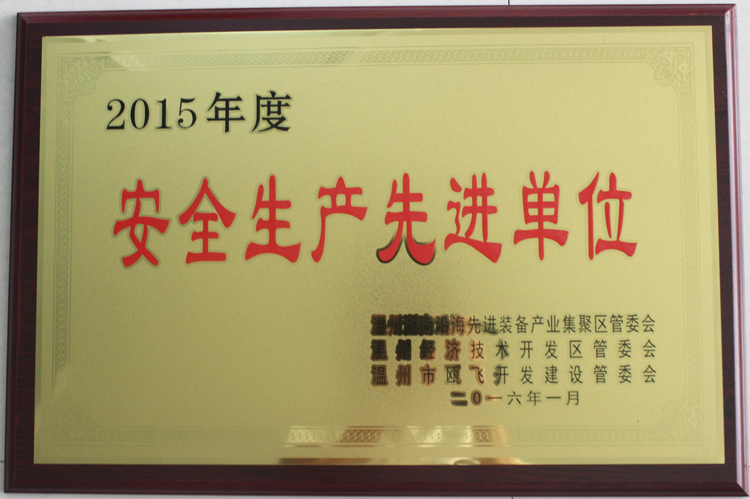 2015年度
安全生产先进单位
温州瓯南沿海先进装备产业集聚区管委会
温州经济技术开发区管委会
温州市瓯飞开发建设管委会
二0一六年一月